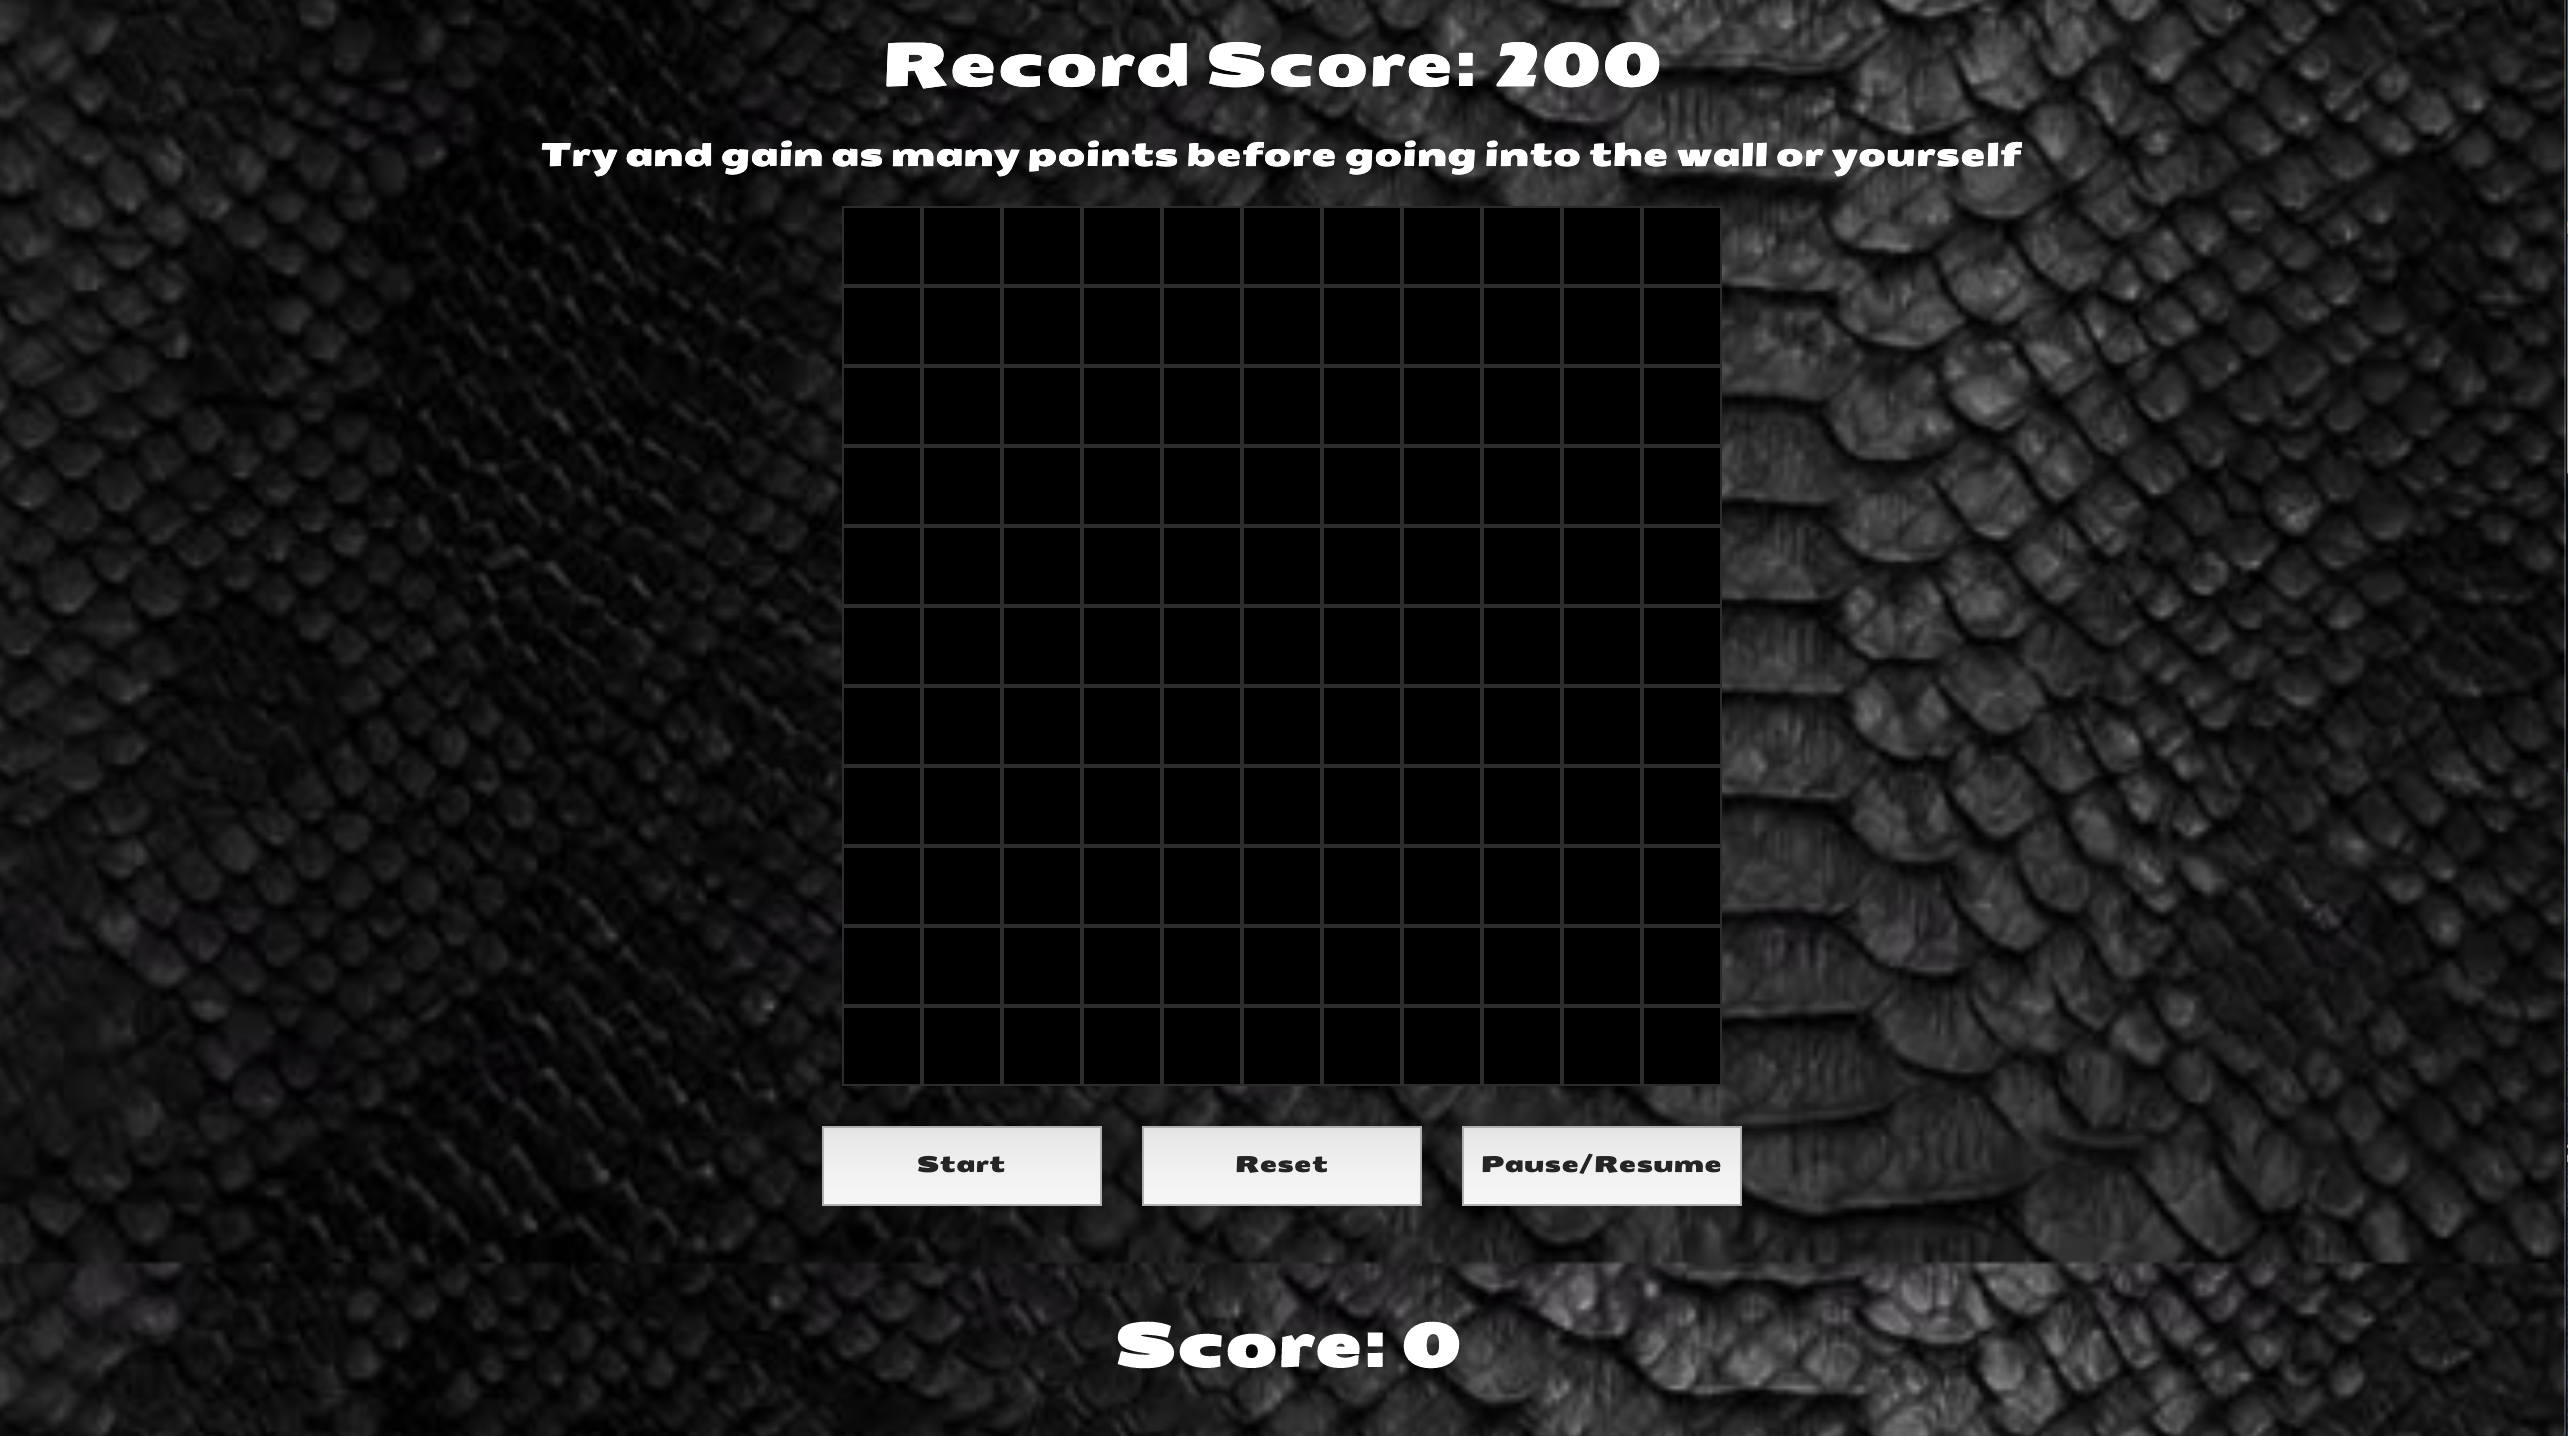 Record Score: 200
Try and gain as many points before going into the wall or yourself
Start
Reset
Pause/Resume
Score: 0